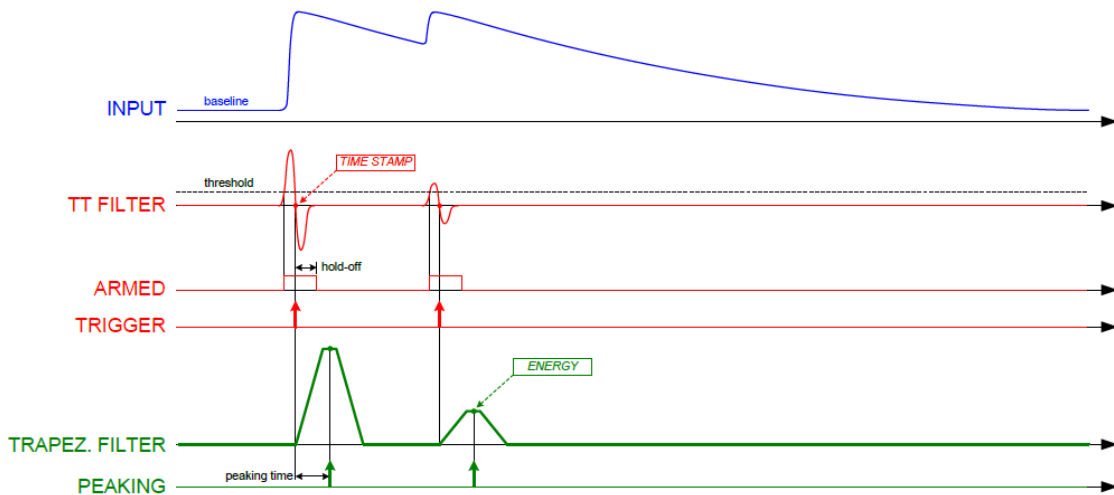 baseline
INPUT
TIME STAMP
threshold
TT FILTER
hold-off
ARMED
TRIGGER
ENERGY
TRAPEZ. FILTER
peaking time
PEAKING